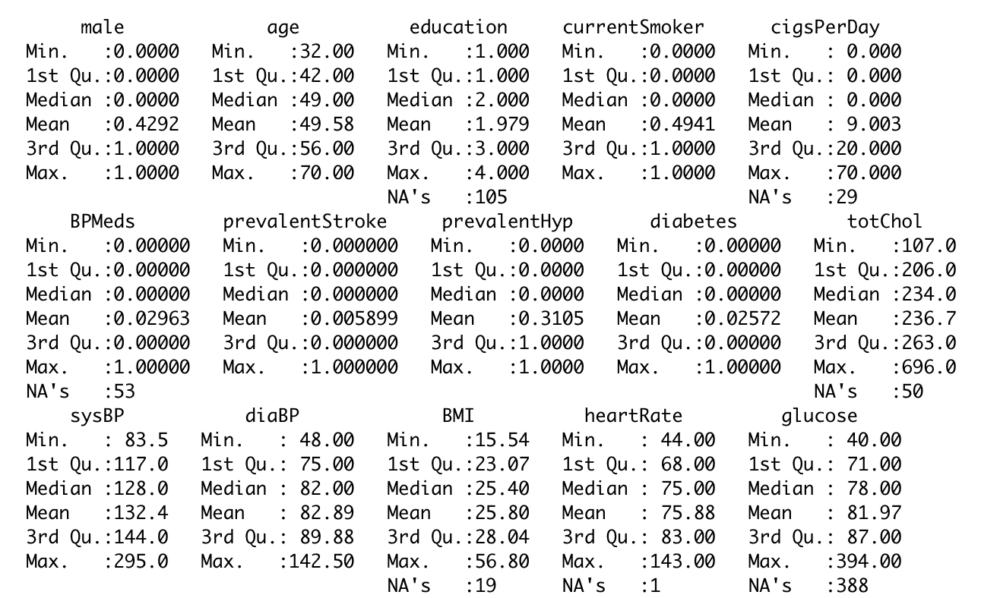 male age education currentSmoker cigsPerDay
Min. :0.0000 Min. :32.00 Min. :1.000 Min. :0.0000 Min. : 0.000
1st Qu.:0.0000 1st Qu.:42.00 1st Qu.:1.000 1st Qu.:0.0000 1st Qu.: 0.000
Median :0.0000 Median :49.00 Median :2.000 Median :0.0000 Median : 0.000
Mean :0.4292 Mean :49.58 Mean :1.979 Mean :0.4941 Mean : 9.003
3rd Qu.:1.0000 3rd Qu.:56.00 3rd Qu.:3.000 3rd Qu.:1.0000 3rd Qu.:20.000
Max. :1.0000 Max. :70.00 Max. :4.000 Max. :1.0000 Max. :70.000
NA's :105 NA's :29
BPMeds prevalentStroke prevalentHyp diabetes totChol
Min. :0.00000 Min. :0.000000 Min. :0.0000 Min. :0.00000 Min. :107.0
1st Qu.:0.00000 1st Qu.:0.000000 1st Qu.:0.0000 1st Qu.:0.00000 1st Qu.:206.0
Median :0.00000 Median :0.000000 Median :0.0000 Median :0.00000 Median :234.0
Mean :0.02963 Mean :0.005899 Mean :0.3105 Mean :0.02572 Mean :236.7
3rd Qu.:0.00000 3rd Qu.:0.000000 3rd Qu.:1.0000 3rd Qu.:0.00000 3rd Qu.:263.0
Max. :1.00000 Max. :1.000000 Max. :1.0000 Max. :1.00000 Max. :696.0
NA's :53 NA's :50
sysBP diaBP BMI heartRate glucose
Min. : 83.5 Min. : 48.00 Min. :15.54 Min. : 44.00 Min. : 40.00
1st Qu.:117.0 1st Qu.: 75.00 1st Qu.:23.07 1st Qu.: 68.00 1st Qu.: 71.00
Median :128.0 Median : 82.00 Median :25.40 Median : 75.00 Median : 78.00
Mean :132.4 Mean : 82.89 Mean :25.80 Mean : 75.88 Mean : 81.97
3rd Qu.:144.0 3rd Qu.: 89.88 3rd Qu.:28.04 3rd Qu.: 83.00 3rd Qu.: 87.00
Max. :295.0 Max. :142.50 Max. :56.80 Max. :143.00 Max. :394.00
NA's :19 NA's :1 NA's :388